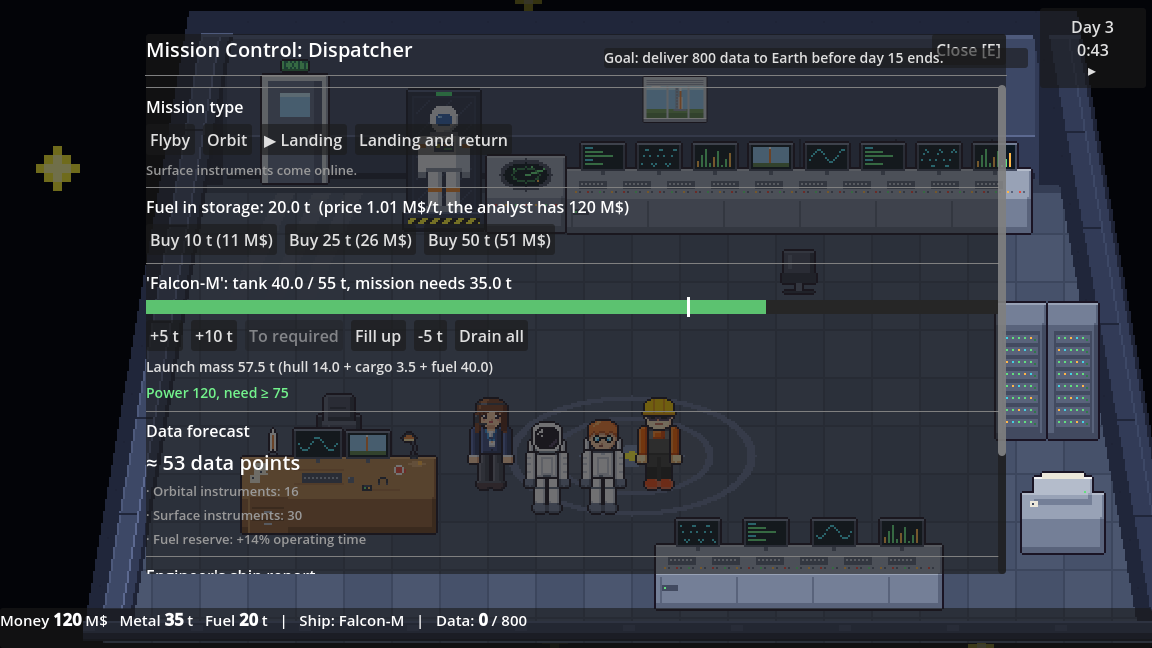 Mission Control: Dispatcher
Goal: deliver 800 data to Earth before day 15 ends.
Close [E]
Day 3
0:43
▶
EXIT
Mission type
Flyby Orbit ▶ Landing Landing and return
Surface instruments come online.
Fuel in storage: 20.0 t (price 1.01 M$/t, the analyst has 120 M$)
Buy 10 t (11 M$) Buy 25 t (26 M$) Buy 50 t (51 M$)
'Falcon-M': tank 40.0 / 55 t, mission needs 35.0 t
+5 t +10 t To required Fill up -5 t Drain all
Launch mass 57.5 t (hull 14.0 + cargo 3.5 + fuel 40.0)
Power 120, need ≥ 75
Data forecast
≈ 53 data points
· Orbital instruments: 16
· Surface instruments: 30
· Fuel reserve: +14% operating time
Engineer's ship report
Money 120 M$ Metal 35 t Fuel 20 t | Ship: Falcon-M | Data: 0 / 800